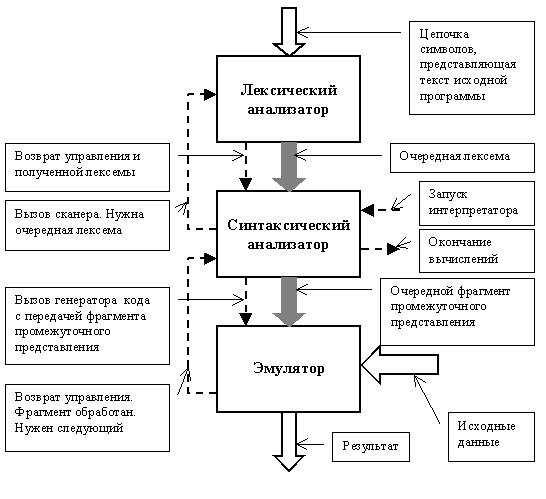 Цепочка
символов,
представляющая
текст исходной
программы
Лексический
анализатор
Возврат управления и
полученной лексемы
Очередная лексема
Вызов сканера. Нужна
очередная лексема
Синтаксический
анализатор
Запуск
интерпретатора
Окончание
вычислений
Вызов генератора кода
с передачей фрагмента
промежуточного
представления
Очередной фрагмент
промежуточного
представления
Эмулятор
Возврат управления.
Фрагмент обработан.
Нужен следующий
Результат
Исходные
данные